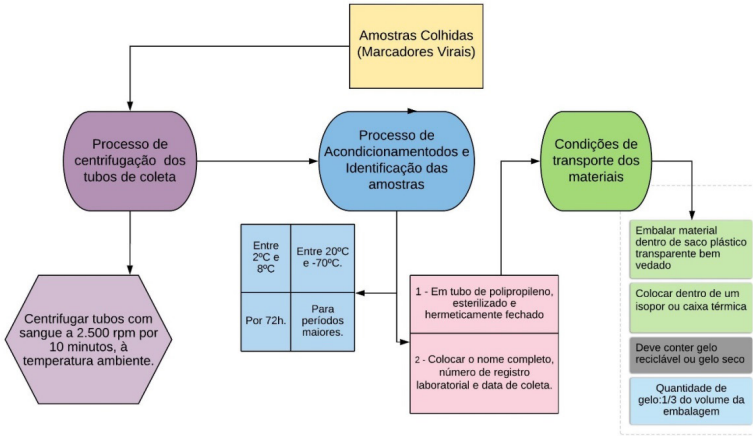 Amostras Colhidas
(Marcadores Virais)
Processo de
centrifugação dos
tubos de coleta
Processo de
Acondicionamentodos e
Identificação das
amostras
Condições de
transporte dos
materiais
Centrifugar tubos com
sangue a 2.500 rpm por
10 minutos, à
temperatura ambiente.
Entre
2ºC e
8ºC
Entre 20ºC
e -70ºC.
Por 72h.
Para
períodos
maiores.
1 - Em tubo de polipropileno,
esterilizado e
hermeticamente fechado
2 - Colocar o nome completo,
número de registro
laboratorial e data de coleta.
Embalar material
dentro de saco plástico
transparente bem
vedado
Colocar dentro de um
isopor ou caixa térmica
Deve conter gelo
reciclável ou gelo seco
Quantidade de
gelo:1/3 do volume da
embalagem